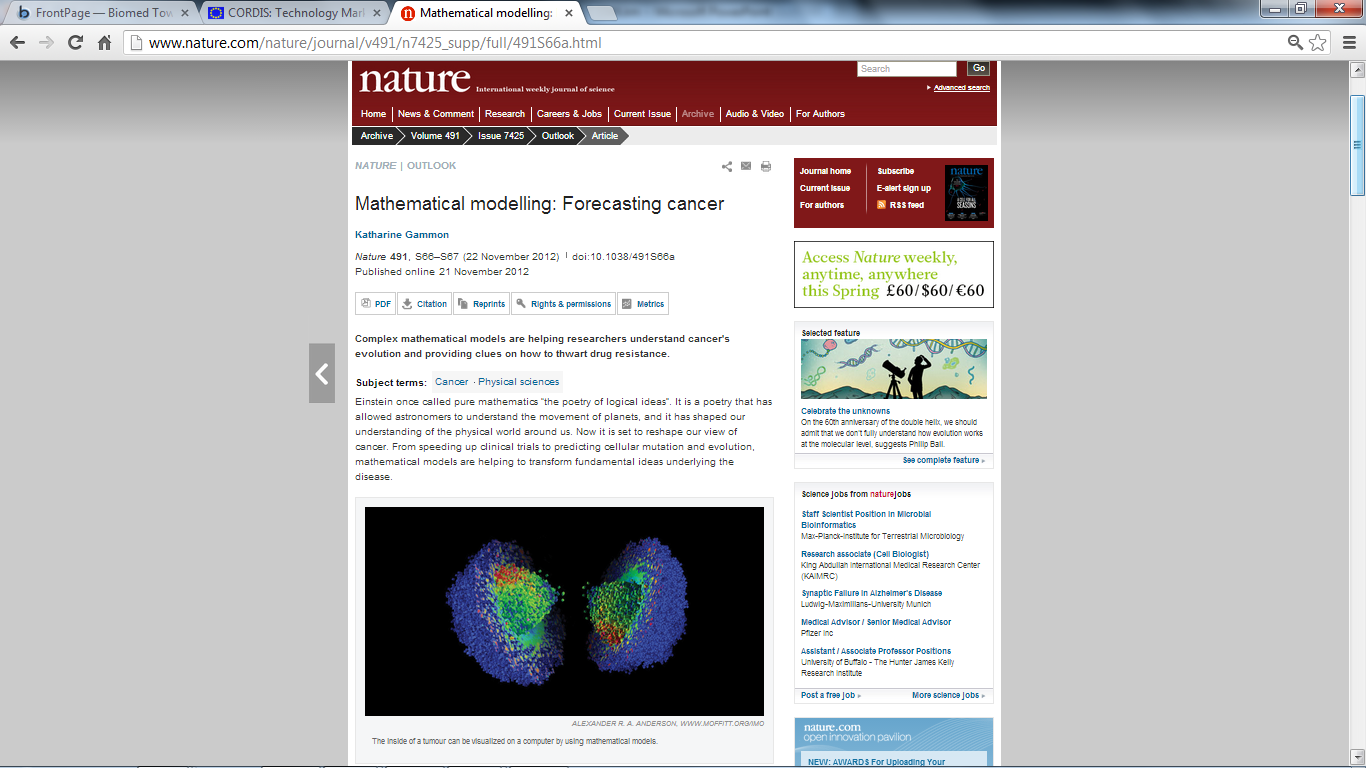 FrontPage — Biomed Tow
CORDIS: Technology Mark
Mathematical modelling:
www.nature.com/nature/journal/v491/n7425_supp/full/491S66a.html
nature International weekly journal of science
Search Go
Advanced search
Home News & Comment Research Careers & Jobs Current Issue Archive Audio & Video For Authors
Archive Volume 491 Issue 7425 Outlook Article
NATURE | OUTLOOK
Mathematical modelling: Forecasting cancer
Katharine Gammon
Nature 491, S66–S67 (22 November 2012) doi:10.1038/491S66a
Published online 21 November 2012
PDF Citation Reprints Rights & permissions Metrics
Complex mathematical models are helping researchers understand cancer's
evolution and providing clues on how to thwart drug resistance.
Subject terms: Cancer · Physical sciences
Einstein once called pure mathematics “the poetry of logical ideas”. It is a poetry that has
allowed astronomers to understand the movement of planets, and it has shaped our
understanding of the physical world around us. Now it is set to reshape our view of
cancer. From speeding up clinical trials to predicting cellular mutation and evolution,
mathematical models are helping to transform fundamental ideas underlying the
disease.
ALEXANDER R. A. ANDERSON, WWW.MOFFITT.ORG/IMO
The inside of a tumour can be visualized on a computer by using mathematical models.
Journal home
Current issue
For authors
Subscribe
E-alert sign up
RSS feed
nature
SEASONS
Access Nature weekly,
anytime, anywhere
this Spring £60/$60/€60
Selected feature
Celebrate the unknowns
On the 60th anniversary of the double helix, we should
admit that we don't fully understand how evolution works
at the molecular level, suggests Philip Ball.
See complete feature »
Science jobs from naturejobs
Staff Scientist Position in Microbial
Bioinformatics
Max-Planck-Institute for Terrestrial Microbiology
Research associate (Cell Biologist)
King Abdullah International Medical Research Center
(KAIMRC)
Synaptic Failure in Alzheimer's Disease
Ludwig-Maximilians-University Munich
Medical Advisor / Senior Medical Advisor
Pfizer Inc
Assistant / Associate Professor Positions
University of Buffalo - The Hunter James Kelly
Research Institute
Post a free job » More science jobs »
nature.com
open innovation pavilion
NEW: AWARDS For Uploading Your